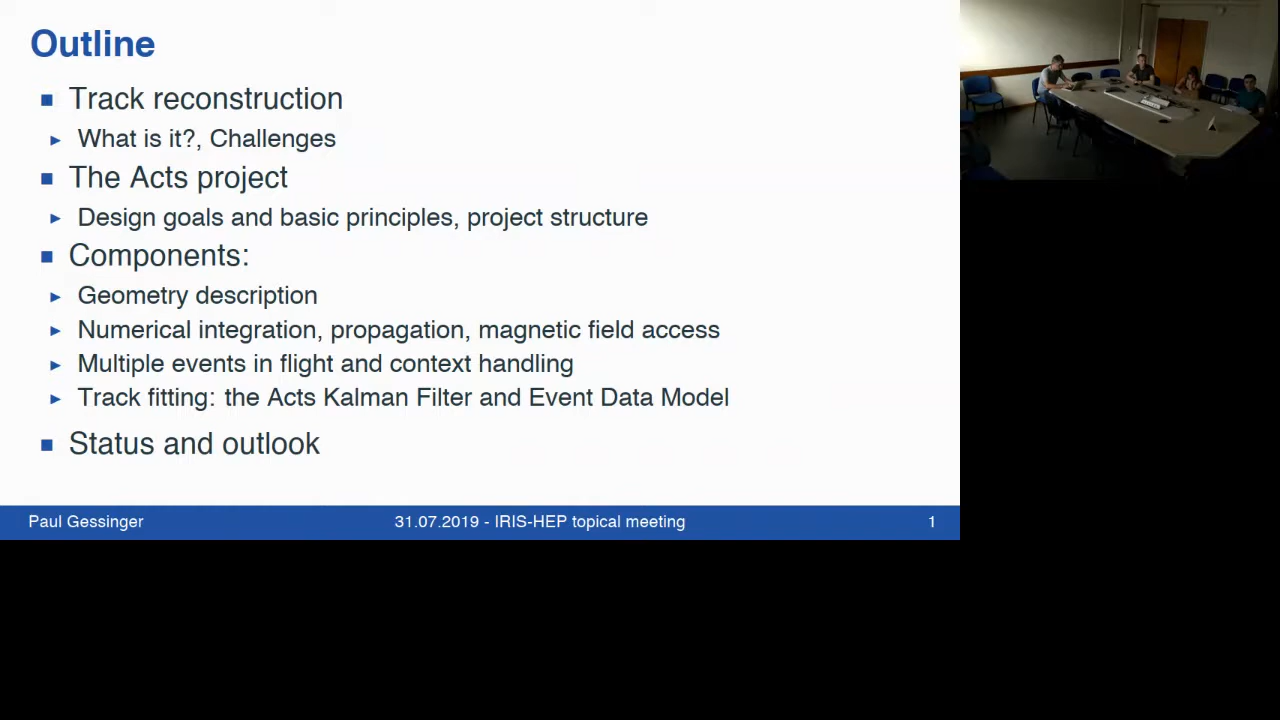 Outline
Track reconstruction
What is it?, Challenges
The Acts project
Design goals and basic principles, project structure
Components:
Geometry description
Numerical integration, propagation, magnetic field access
Multiple events in flight and context handling
Track fitting: the Acts Kalman Filter and Event Data Model
Status and outlook
Paul Gessinger 31.07.2019 - IRIS-HEP topical meeting 1